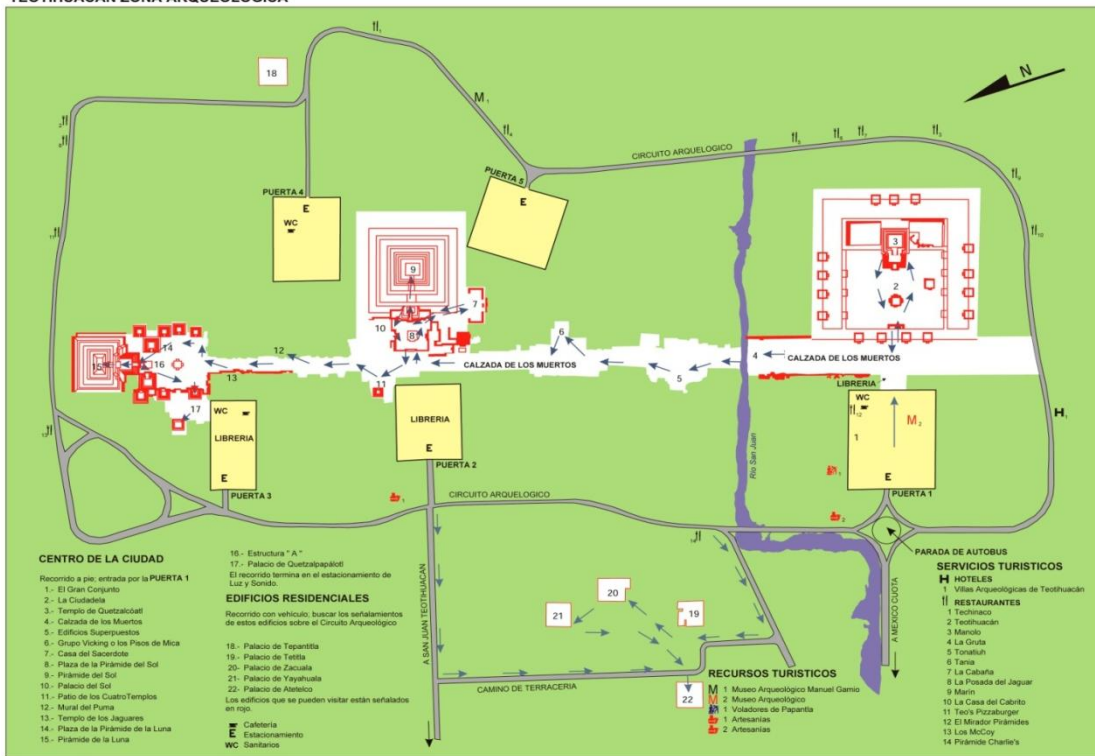 TEOTIHUACAN ZONA ARQUEOLOGICA
N
18
M 1
CIRCUITO ARQUEOLOGICO
PUERTA 4
E
WC
PUERTA 5
E
9
7
10
8
3
2
6
14
12
15
16
13
11
CALZADA DE LOS MUERTOS
5
4
CALZADA DE LOS MUERTOS
17
WC
LIBRERIA
E
PUERTA 3
LIBRERIA
E
PUERTA 2
Río San Juan
LIBRERIA
WC
12
M 2
1
E
PUERTA 1
H 1
CIRCUITO ARQUEOLOGICO
PARADA DE AUTOBUS
A SAN JUAN TEOTIHUACAN
A MEXICO CUOTA
20
21
19
22
CAMINO DE TERRACERIA
CENTRO DE LA CIUDAD
Recorrido a pie; entrada por la PUERTA 1
1.- El Gran Conjunto
2.- La Ciudadela
3.- Templo de Quetzalcóatl
4.- Calzada de los Muertos
5.- Edificios Superpuestos
6.- Grupo Vicking o los Pisos de Mica
7.- Casa del Sacerdote
8.- Plaza de la Pirámide del Sol
9.- Pirámide del Sol
10.- Palacio del Sol
11.- Patio de los CuatroTemplos
12.- Mural del Puma
13.- Templo de los Jaguares
14.- Plaza de la Pirámide de la Luna
15.- Pirámide de la Luna
16.- Estructura " A "
17.- Palacio de Quetzalpapálotl
El recorrido termina en el estacionamiento de
Luz y Sonido.
EDIFICIOS RESIDENCIALES
Recorrido con vehículo; buscar los señalamientos
de estos edificios sobre el Circuito Arqueológico
18.- Palacio de Tepantitla
19.- Palacio de Tetitla
20- Palacio de Zacuala
21- Palacio de Yayahuala
22- Palacio de Atetelco
Los edificios que se pueden visitar están señalados
en rojo.
Cafetería
E Estacionamiento
WC Sanitarios
RECURSOS TURISTICOS
M 1 Museo Arqueológico Manuel Gamio
M 2 Museo Arqueológico
1 Voladores de Papantla
1 Artesanías
2 Artesanías
SERVICIOS TURISTICOS
H HOTELES
1 Villas Arqueológicas de Teotihuacán
RESTAURANTES
1 Techinaco
2 Teotihuacán
3 Manolo
4 La Gruta
5 Tonatiuh
6 Tania
7 La Cabaña
8 La Posada del Jaguar
9 Marín
10 La Casa del Cabrito
11 Teo's Pizzaburger
12 El Mirador Pirámides
13 Los McCoy
14 Pirámide Charlie's